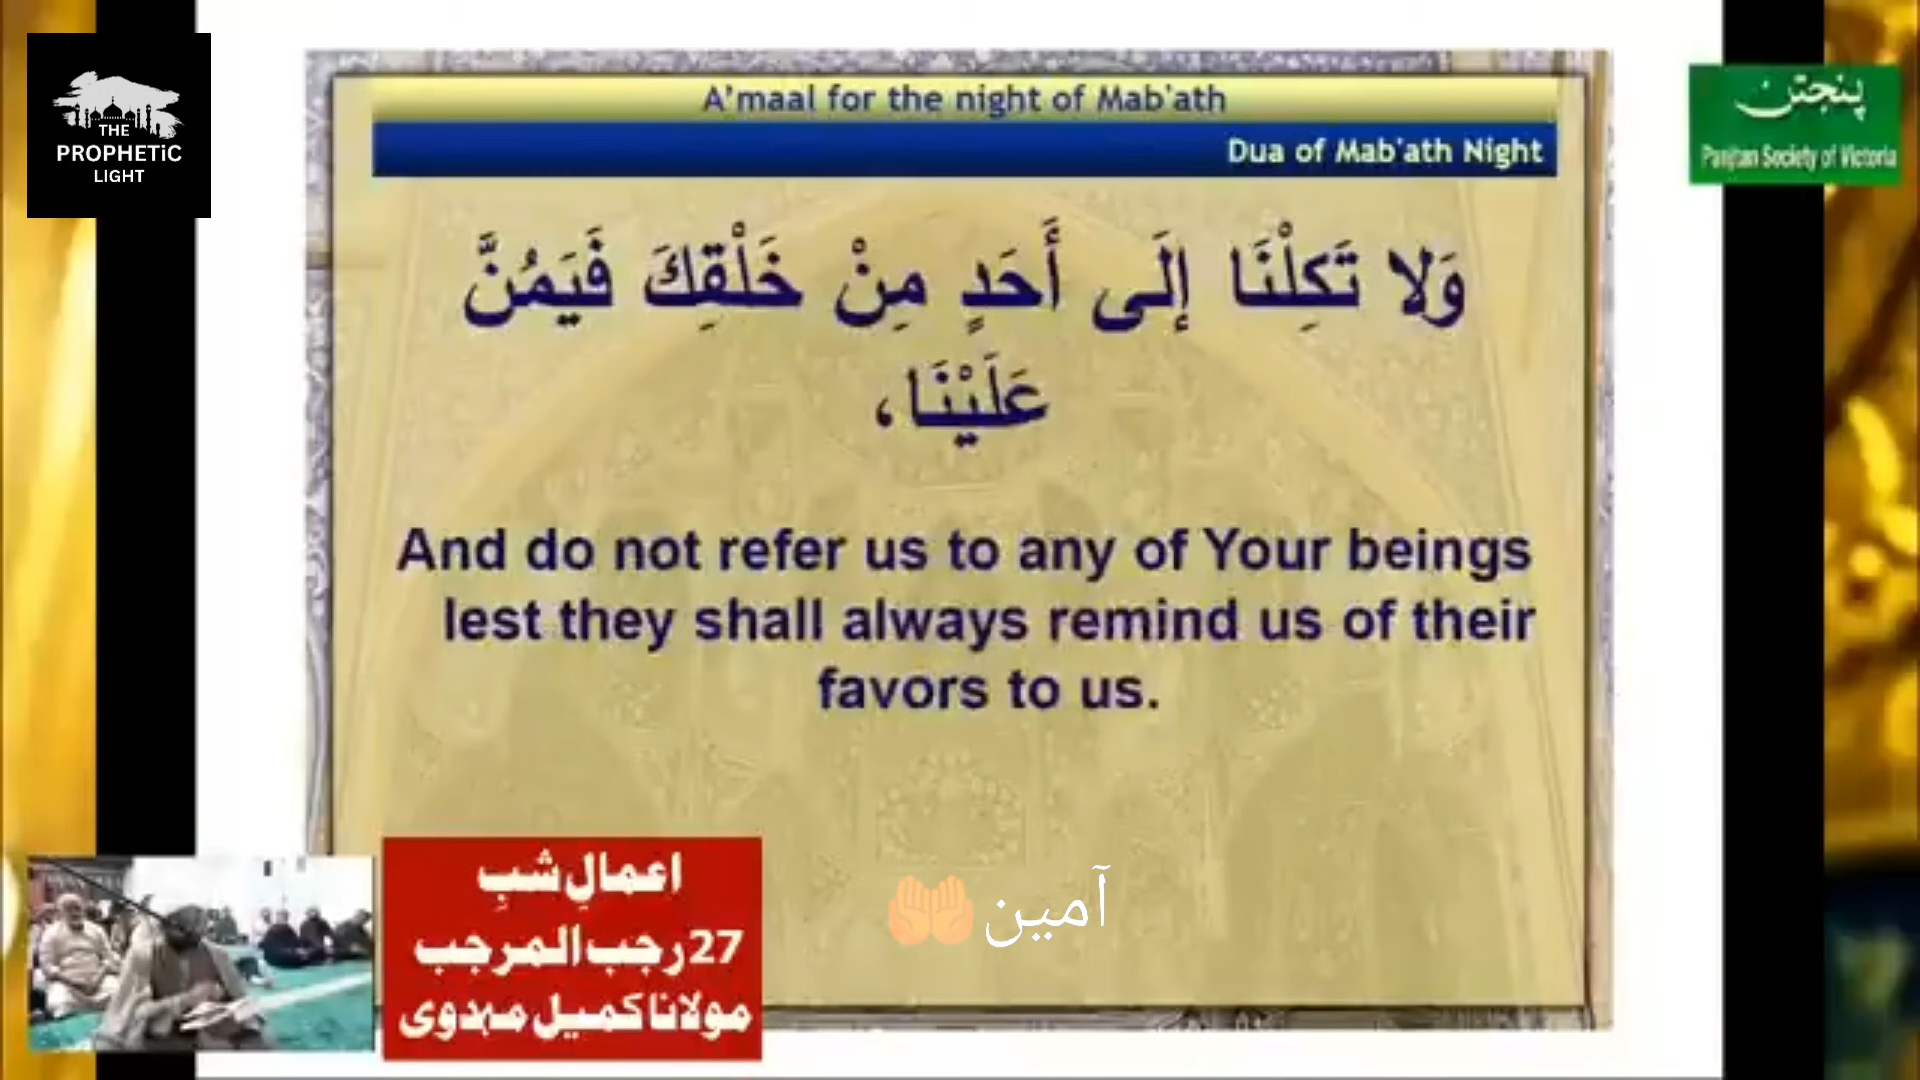 THE
PROPHETiC
LIGHT
A'maal for the night of Mab'ath
Dua of Mab'ath Night
پنجتن
Panjtan Society of Victoria
وَلا تَكِلْنَا إلَى أَحَدٍ مِنْ خَلْقِكَ فَيَمُنَّ
عَلَيْنَا،
And do not refer us to any of Your beings
lest they shall always remind us of their
favors to us.
آمين🤲
اعمالِ شبِ
27 رجب المرجب
مولانا کمیل مہدوی